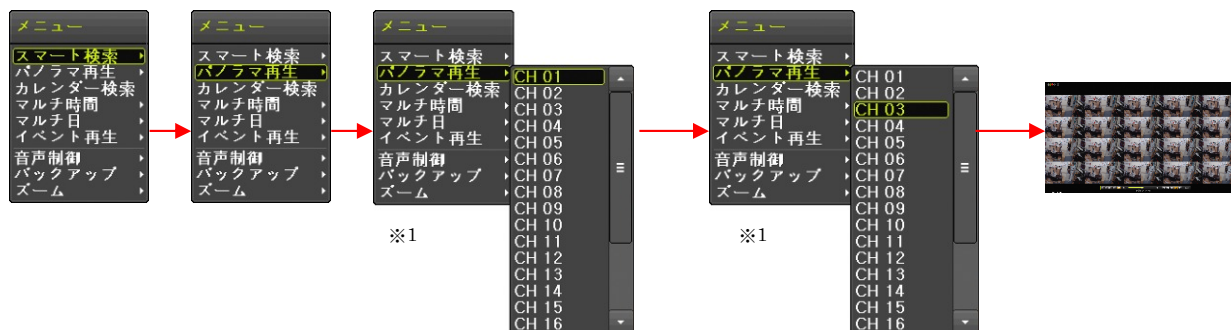 メニュー
スマート検索
パノラマ再生
カレンダー検索
マルチ時間
マルチ日
イベント再生
音声制御
バックアップ
ズーム
メニュー
スマート検索
パノラマ再生
カレンダー検索
マルチ時間
マルチ日
イベント再生
音声制御
バックアップ
ズーム
メニュー
スマート検索
パノラマ再生
カレンダー検索
マルチ時間
マルチ日
イベント再生
音声制御
バックアップ
ズーム
※1
CH 01
CH 02
CH 03
CH 04
CH 05
CH 06
CH 07
CH 08
CH 09
CH 10
CH 11
CH 12
CH 13
CH 14
CH 15
CH 16
メニュー
スマート検索
パノラマ再生
カレンダー検索
マルチ時間
マルチ日
イベント再生
音声制御
バックアップ
ズーム
※1
CH 01
CH 02
CH 03
CH 04
CH 05
CH 06
CH 07
CH 08
CH 09
CH 10
CH 11
CH 12
CH 13
CH 14
CH 15
CH 16